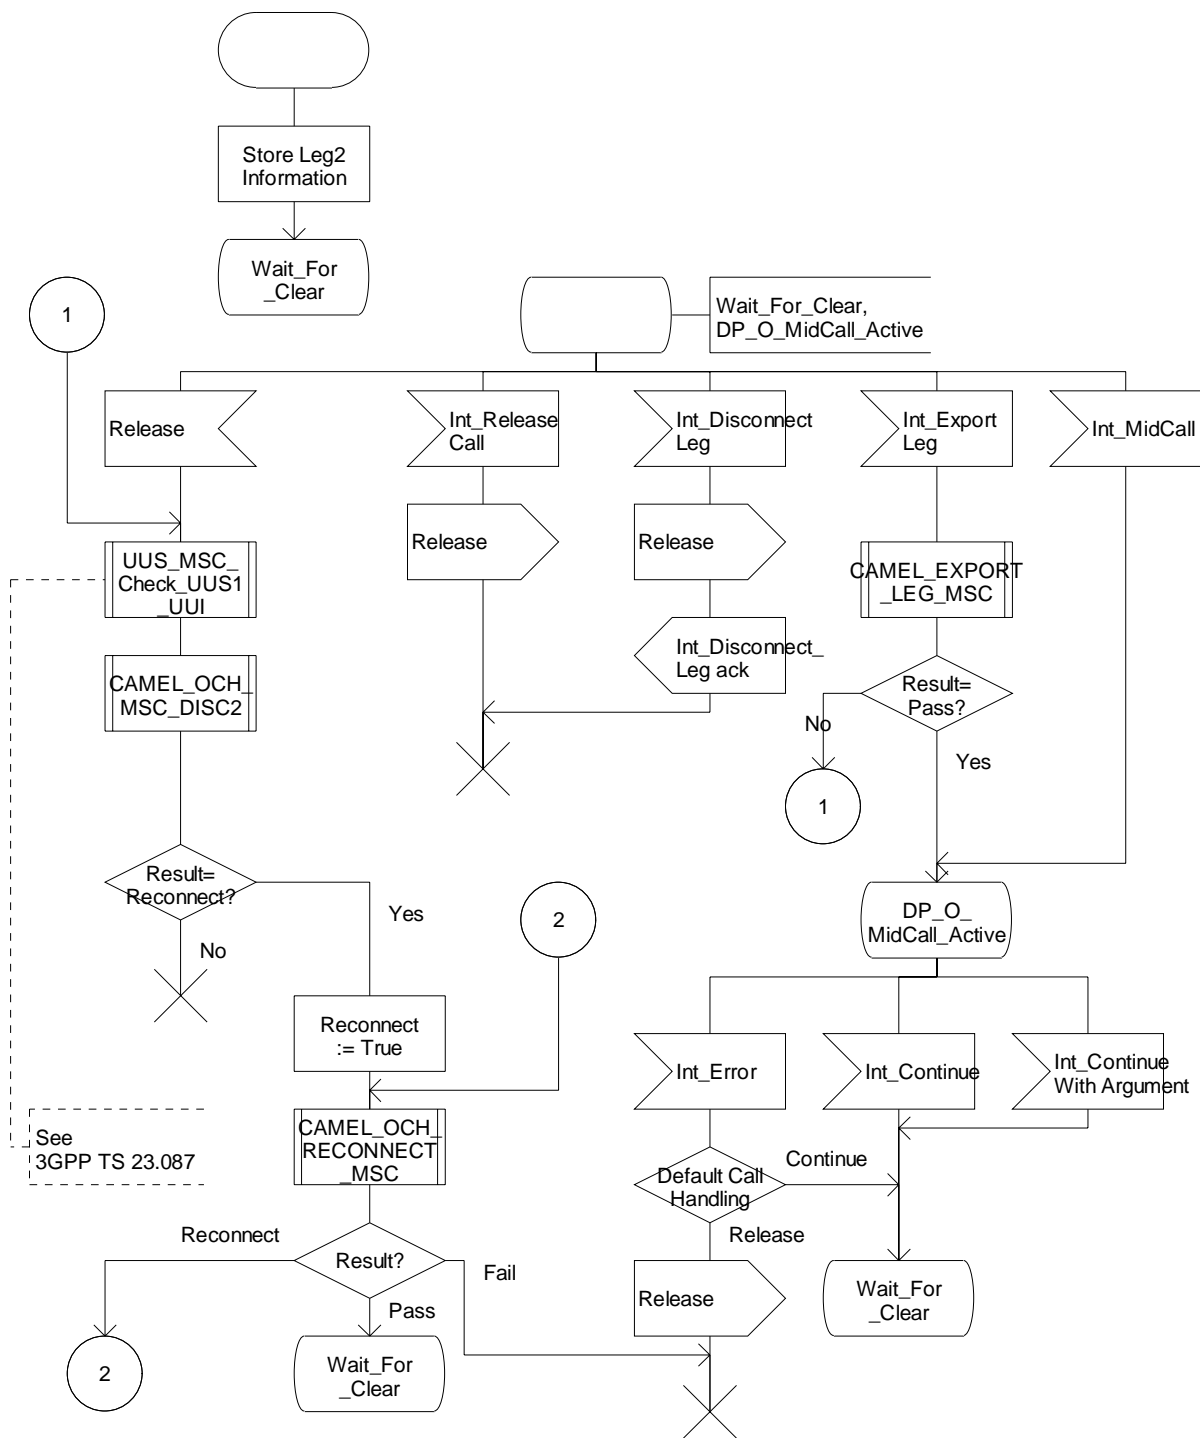 Store Leg2
Information
Wait_For
_Clear
1
Wait_For_Clear,
DP_O_MidCall_Active
Release
Int_Release
Call
Int_Disconnect
Leg
Int_Export
Leg
Int_MidCall
Release
Release
UUS_MSC_
Check_UUS1
_UUI
CAMEL_EXPORT
_LEG_MSC
Int_Disconnect_
Leg ack
CAMEL_OCH_
MSC_DISC2
Result=
Pass?
No
Yes
1
Result=
Reconnect?
Yes
No
2
DP_O_
MidCall_Active
Reconnect
:= True
Int_Error
Int_Continue
Int_Continue
With Argument
See
3GPP TS 23.087
CAMEL_OCH_
RECONNECT
_MSC
Default Call
Handling
Continue
Release
Reconnect
Result?
Fail
Pass
Release
Wait_For
_Clear
2
Wait_For
_Clear